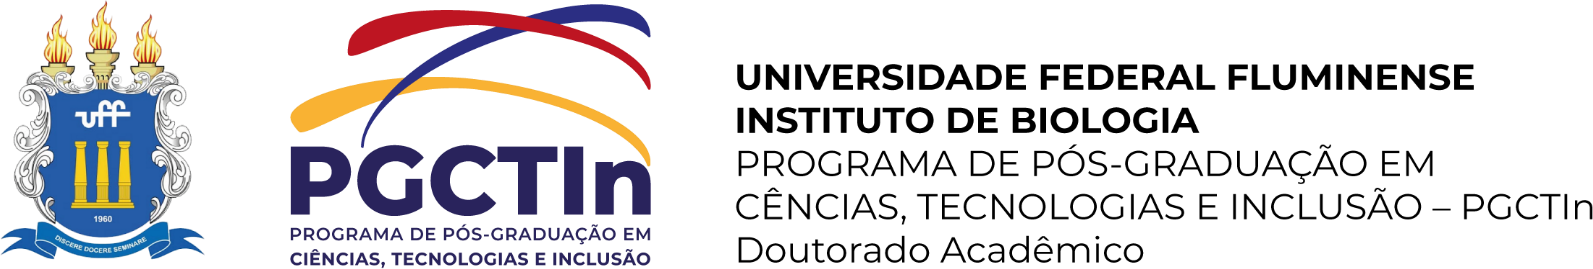 uff
1960
DISCERE DOCERE SEMINARE
PGCTIn
PROGRAMA DE PÓS-GRADUAÇÃO EM
CIÊNCIAS, TECNOLOGIAS E INCLUSÃO
UNIVERSIDADE FEDERAL FLUMINENSE
INSTITUTO DE BIOLOGIA
PROGRAMA DE PÓS-GRADUAÇÃO EM
CÊNCIAS, TECNOLOGIAS E INCLUSÃO – PGCTIn
Doutorado Acadêmico